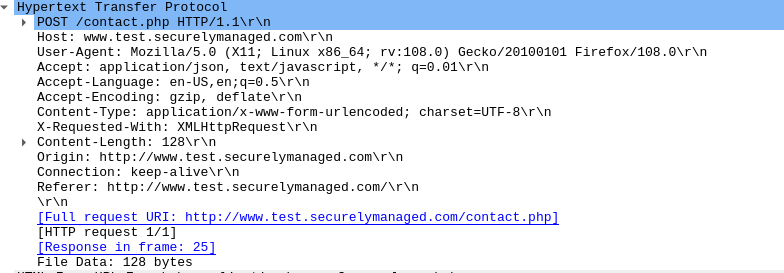 Hypertext Transfer Protocol
POST /contact.php HTTP/1.1\r\n
Host: www.test.securelymanaged.com\r\n
User-Agent: Mozilla/5.0 (X11; Linux x86_64; rv:108.0) Gecko/20100101 Firefox/108.0\r\n
Accept: application/json, text/javascript, */*; q=0.01\r\n
Accept-Language: en-US,en;q=0.5\r\n
Accept-Encoding: gzip, deflate\r\n
Content-Type: application/x-www-form-urlencoded; charset=UTF-8\r\n
X-Requested-With: XMLHttpRequest\r\n
Content-Length: 128\r\n
Origin: http://www.test.securelymanaged.com\r\n
Connection: keep-alive\r\n
Referer: http://www.test.securelymanaged.com/\r\n
\r\n
[Full request URI: http://www.test.securelymanaged.com/contact.php]
[HTTP request 1/1]
[Response in frame: 25]
File Data: 128 bytes